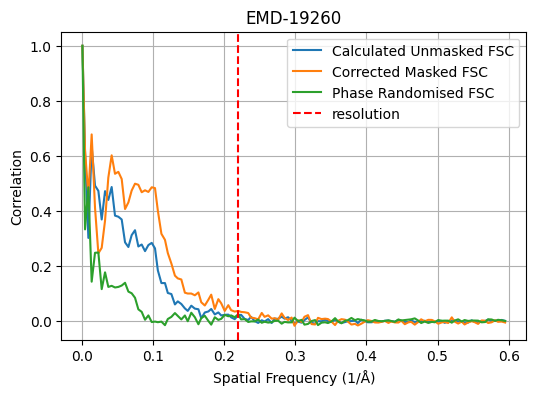 EMD-19260
Calculated Unmasked FSC
Corrected Masked FSC
Phase Randomised FSC
resolution
Correlation
1.0
0.8
0.6
0.4
0.2
0.0
0.0 0.1 0.2 0.3 0.4 0.5 0.6
Spatial Frequency (1/Å)